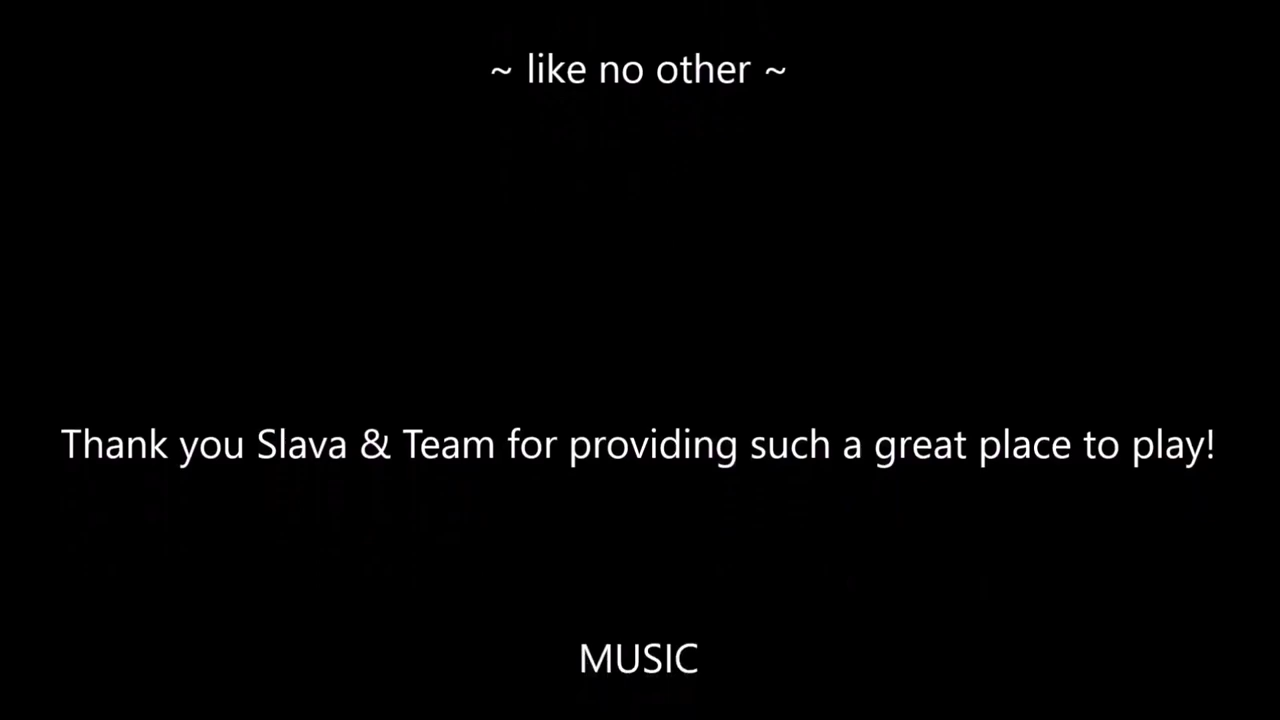 ~ like no other ~
Thank you Slava & Team for providing such a great place to play!
MUSIC